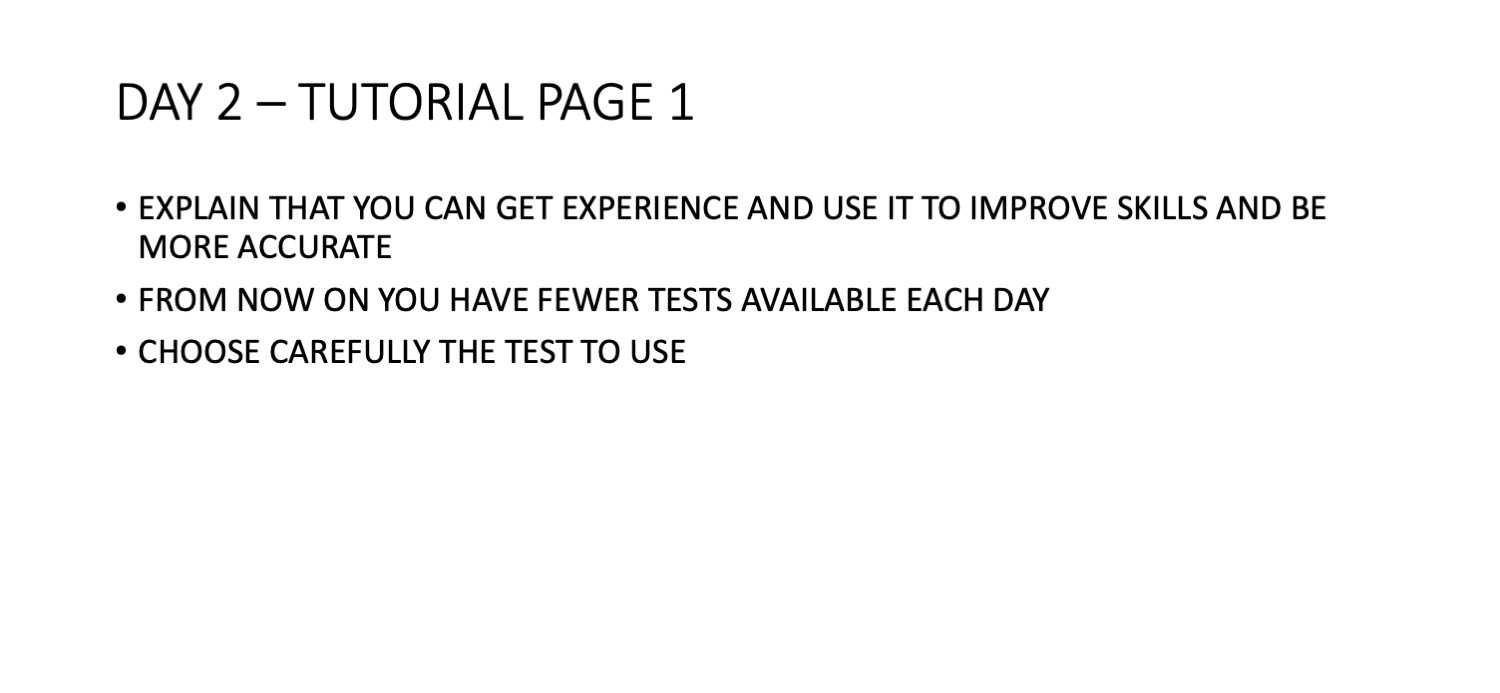 DAY 2 – TUTORIAL PAGE 1
• EXPLAIN THAT YOU CAN GET EXPERIENCE AND USE IT TO IMPROVE SKILLS AND BE
MORE ACCURATE
• FROM NOW ON YOU HAVE FEWER TESTS AVAILABLE EACH DAY
• CHOOSE CAREFULLY THE TEST TO USE